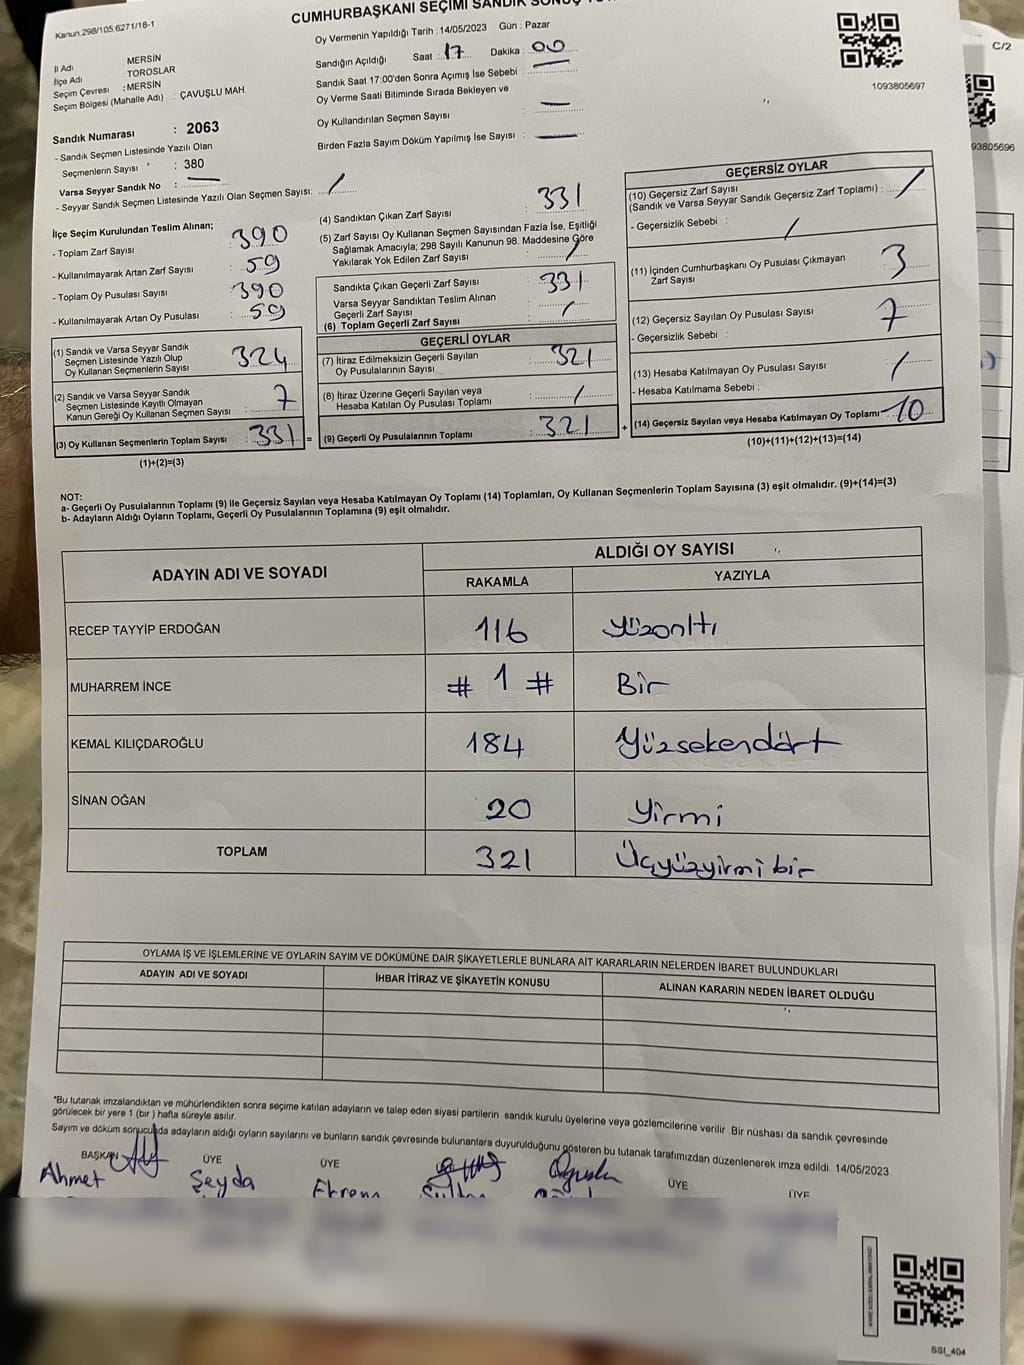 Kanun.298/105,6271/18-1
CUMHURBAŞKANI SEÇİMİ SANDIK
Oy Vermenin Yapıldığı Tarih :14/05/2023 Gün : Pazar
İl Adı MERSİN
İlçe Adı TOROSLAR
Seçim Çevresi :MERSİN
Seçim Bölgesi (Mahalle Adı) : ÇAVUŞLU MAH.
Sandığın Açıldığı Saat : 17 Dakika : 00
Sandık Saat 17:00'den Sonra Açımış İse Sebebi : —
Oy Verme Saati Bitiminde Sırada Bekleyen ve
Oy Kullandırılan Seçmen Sayısı : —
Birden Fazla Sayım Döküm Yapılmış İse Sayısı : —
1093805697
C/2
93805696
Sandık Numarası : 2063
- Sandık Seçmen Listesinde Yazılı Olan
Seçmenlerin Sayısı : 380
Varsa Seyyar Sandık No : —
- Seyyar Sandık Seçmen Listesinde Yazılı Olan Seçmen Sayısı: /
İlçe Seçim Kurulundan Teslim Alınan;
- Toplam Zarf Sayısı : 390
- Kullanılmayarak Artan Zarf Sayısı : 59
- Toplam Oy Pusulası Sayısı : 390
- Kullanılmayarak Artan Oy Pusulası : 59
(1) Sandık ve Varsa Seyyar Sandık
Seçmen Listesinde Yazılı Olup
Oy Kullanan Seçmenlerin Sayısı : 324
(2) Sandık ve Varsa Seyyar Sandık
Seçmen Listesinde Kayıtlı Olmayan
Kanun Gereği Oy Kullanan Seçmen Sayısı : 7
(3) Oy Kullanan Seçmenlerin Toplam Sayısı : 331 =
(1)+(2)=(3)
(4) Sandıktan Çıkan Zarf Sayısı : 331
(5) Zarf Sayısı Oy Kullanan Seçmen Sayısından Fazla İse, Eşitliği
Sağlamak Amacıyla; 298 Sayılı Kanunun 98. Maddesine Göre
Yakılarak Yok Edilen Zarf Sayısı : /
Sandıkta Çıkan Geçerli Zarf Sayısı : 331
Varsa Seyyar Sandıktan Teslim Alınan
Geçerli Zarf Sayısı : /
(6) Toplam Geçerli Zarf Sayısı
GEÇERLİ OYLAR
(7) İtiraz Edilmeksizin Geçerli Sayılan
Oy Pusulalarının Sayısı : 321
(8) İtiraz Üzerine Geçerli Sayılan veya
Hesaba Katılan Oy Pusulası Toplamı : /
(9) Geçerli Oy Pusulalarının Toplamı : 321 +
GEÇERSİZ OYLAR
(10) Geçersiz Zarf Sayısı
(Sandık ve Varsa Seyyar Sandık Geçersiz Zarf Toplamı) : /
- Geçersizlik Sebebi : /
(11) İçinden Cumhurbaşkanı Oy Pusulası Çıkmayan
Zarf Sayısı 3
(12) Geçersiz Sayılan Oy Pusulası Sayısı : 7
- Geçersizlik Sebebi :
(13) Hesaba Katılmayan Oy Pusulası Sayısı : /
- Hesaba Katılmama Sebebi :
(14) Geçersiz Sayılan veya Hesaba Katılmayan Oy Toplamı : 10
(10)+(11)+(12)+(13)=(14)
NOT:
a- Geçerli Oy Pusulalarının Toplamı (9) ile Geçersiz Sayılan veya Hesaba Katılmayan Oy Toplamı (14) Toplamları, Oy Kullanan Seçmenlerin Toplam Sayısına (3) eşit olmalıdır. (9)+(14)=(3)
b- Adayların Aldığı Oyların Toplamı, Geçerli Oy Pusulalarının Toplamına (9) eşit olmalıdır.
ADAYIN ADI VE SOYADI ALDIĞI OY SAYISI
RAKAMLA YAZIYLA
RECEP TAYYİP ERDOĞAN 116 Yüzonltı
MUHARREM İNCE # 1 # Bir
KEMAL KILIÇDAROĞLU 184 Yüzsekendört
SİNAN OĞAN 20 Yirmi
TOPLAM 321 Üçyüzyirmi bir
OYLAMA İŞ VE İŞLEMLERİNE VE OYLARIN SAYIM VE DÖKÜMÜNE DAİR ŞİKAYETLERLE BUNLARA AİT KARARLARIN NELERDEN İBARET BULUNDUKLARI
ADAYIN ADI VE SOYADI İHBAR İTİRAZ VE ŞİKAYETİN KONUSU ALINAN KARARIN NEDEN İBARET OLDUĞU
*Bu tutanak imzalandıktan ve mühürlendikten sonra seçime katılan adayların ve talep eden siyasi partilerin sandık kurulu üyelerine veya gözlemcilerine verilir. Bir nüshası da sandık çevresinde
görülecek bir yere 1 (bir ) hafta süreyle asılır.
Sayım ve döküm sonucunda adayların aldığı oyların sayılarını ve bunların sandık çevresinde bulunanlara duyurulduğunu gösteren bu tutanak tarafımızdan düzenlenerek imza edildi. 14/05/2023
BAŞKAN ÜYE ÜYE ÜYE ÜYE
Ahmet Şeyda
SSI_404